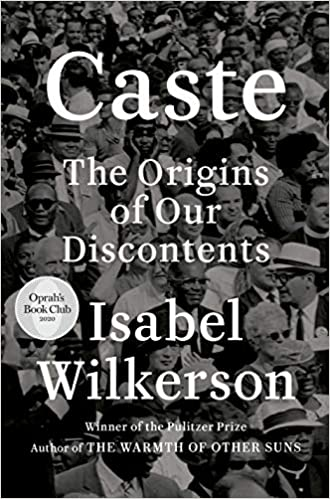 Caste
The Origins
of Our
Discontents
Oprah's
Book Club
2020
Isabel
Wilkerson
Winner of the Pulitzer Prize
Author of THE WARMTH OF OTHER SUNS